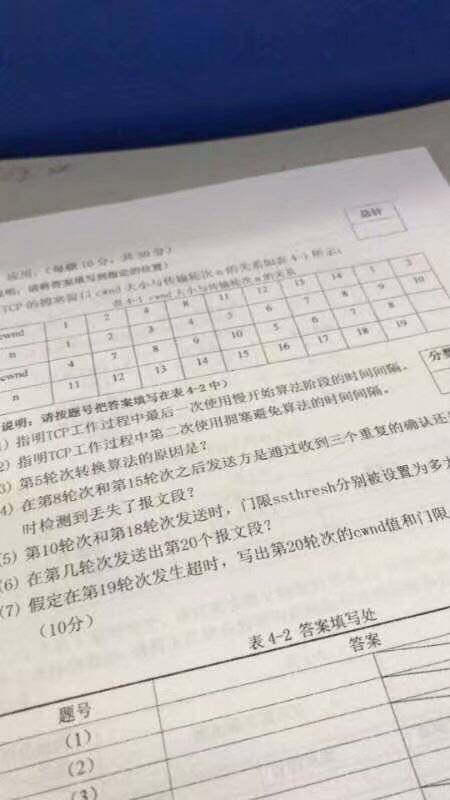 总分
应用:(每题10分,共30分)
说明:请将答案填写到指定的位置)
TCP的拥塞窗口cwnd大小与传输轮次n的关系如表4-1所示:
表4-1 cwnd大小与传输轮次n的关系
cwnd 1 2 4 8 11 12 13 14 1 2
n 1 2 3 4 5 6 7 8 9 10
cwnd 4 7 8 9 10 5 6 7 8
n 11 12 13 14 15 16 17 18 19
说明:请按题号把答案填写在表4-2中)
1)指明TCP工作过程中最后一次使用慢开始算法阶段的时间间隔。
2)指明TCP工作过程中第二次使用拥塞避免算法的时间间隔。
3)第5轮次转换算法的原因是?
4)在第8轮次和第15轮次之后发送方是通过收到三个重复的确认还
时检测到丢失了报文段?
(5)第10轮次和第18轮次发送时,门限ssthresh分别被设置为多
(6)在第几轮次发送出第20个报文段?
(7)假定在第19轮次发生超时,写出第20轮次的cwnd值和门限
(10分)
表4-2 答案填写处
题号 答案
(1)
(2)
(3)